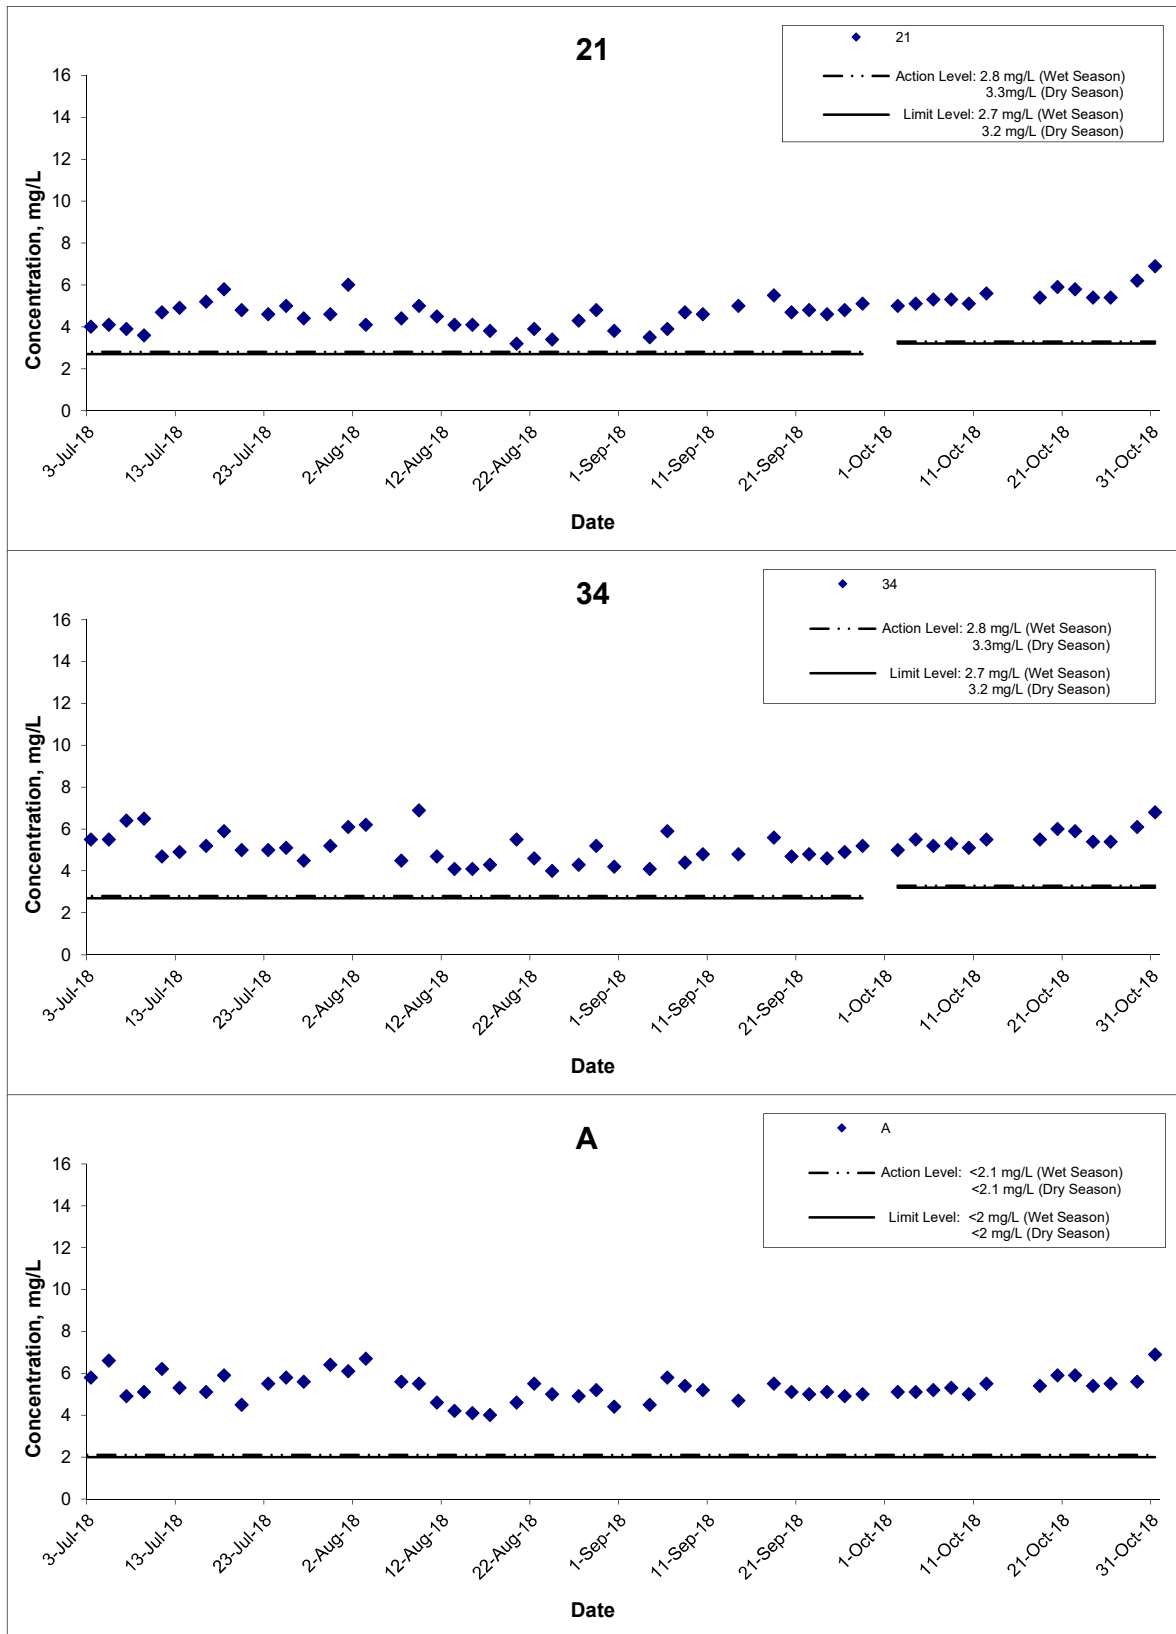 21
21
Action Level: 2.8 mg/L (Wet Season)
3.3mg/L (Dry Season)
Limit Level: 2.7 mg/L (Wet Season)
3.2 mg/L (Dry Season)
Concentration, mg/L
16
14
12
10
8
6
4
2
0
3-Jul-18
13-Jul-18
23-Jul-18
2-Aug-18
12-Aug-18
22-Aug-18
1-Sep-18
11-Sep-18
21-Sep-18
1-Oct-18
11-Oct-18
21-Oct-18
31-Oct-18
Date
34
34
Action Level: 2.8 mg/L (Wet Season)
3.3mg/L (Dry Season)
Limit Level: 2.7 mg/L (Wet Season)
3.2 mg/L (Dry Season)
Concentration, mg/L
16
14
12
10
8
6
4
2
0
3-Jul-18
13-Jul-18
23-Jul-18
2-Aug-18
12-Aug-18
22-Aug-18
1-Sep-18
11-Sep-18
21-Sep-18
1-Oct-18
11-Oct-18
21-Oct-18
31-Oct-18
Date
A
A
Action Level: <2.1 mg/L (Wet Season)
<2.1 mg/L (Dry Season)
Limit Level: <2 mg/L (Wet Season)
<2 mg/L (Dry Season)
Concentration, mg/L
16
14
12
10
8
6
4
2
0
3-Jul-18
13-Jul-18
23-Jul-18
2-Aug-18
12-Aug-18
22-Aug-18
1-Sep-18
11-Sep-18
21-Sep-18
1-Oct-18
11-Oct-18
21-Oct-18
31-Oct-18
Date